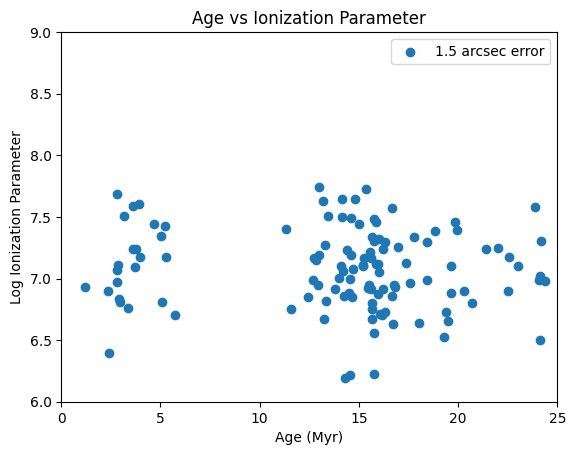 Age vs Ionization Parameter
1.5 arcsec error
Log Ionization Parameter
9.0
8.5
8.0
7.5
7.0
6.5
6.0
0 5 10 15 20 25
Age (Myr)